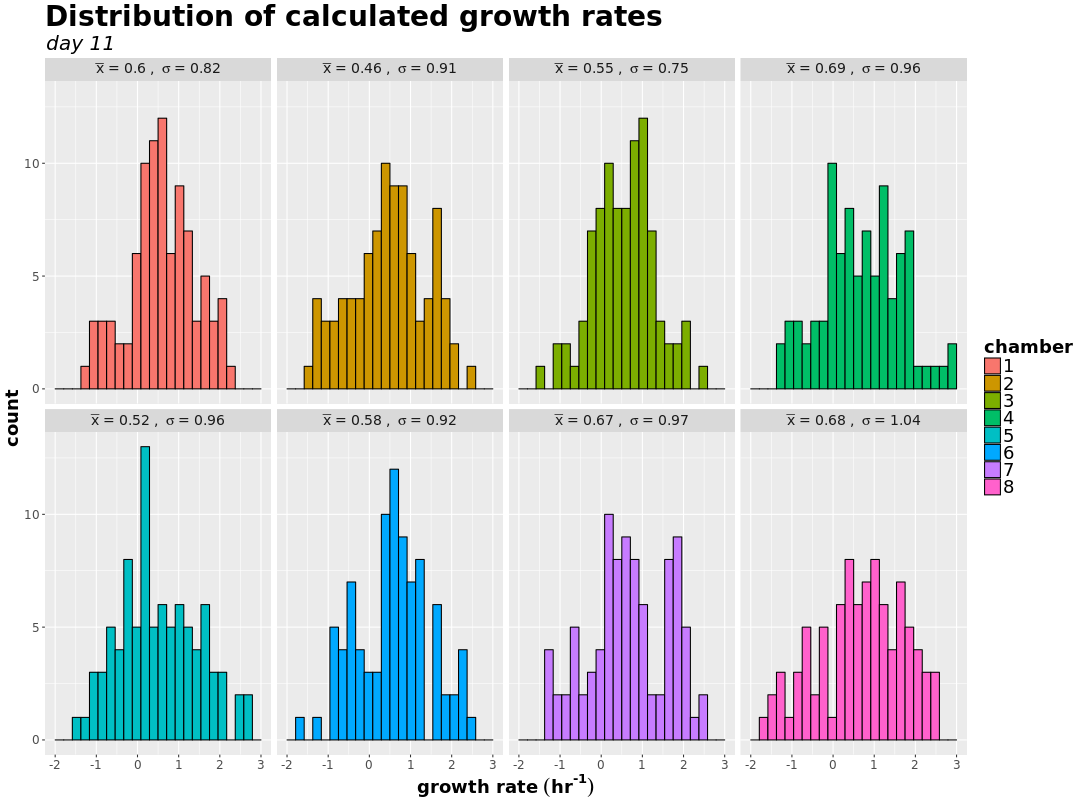 Distribution of calculated growth rates
day 11
x̅ = 0.6 , σ = 0.82
x̅ = 0.46 , σ = 0.91
x̅ = 0.55 , σ = 0.75
x̅ = 0.69 , σ = 0.96
10
5
0
x̅ = 0.52 , σ = 0.96
x̅ = 0.58 , σ = 0.92
x̅ = 0.67 , σ = 0.97
x̅ = 0.68 , σ = 1.04
10
5
0
-2 -1 0 1 2 3
-2 -1 0 1 2 3
-2 -1 0 1 2 3
-2 -1 0 1 2 3
count
growth rate (hr⁻¹)
chamber
1
2
3
4
5
6
7
8